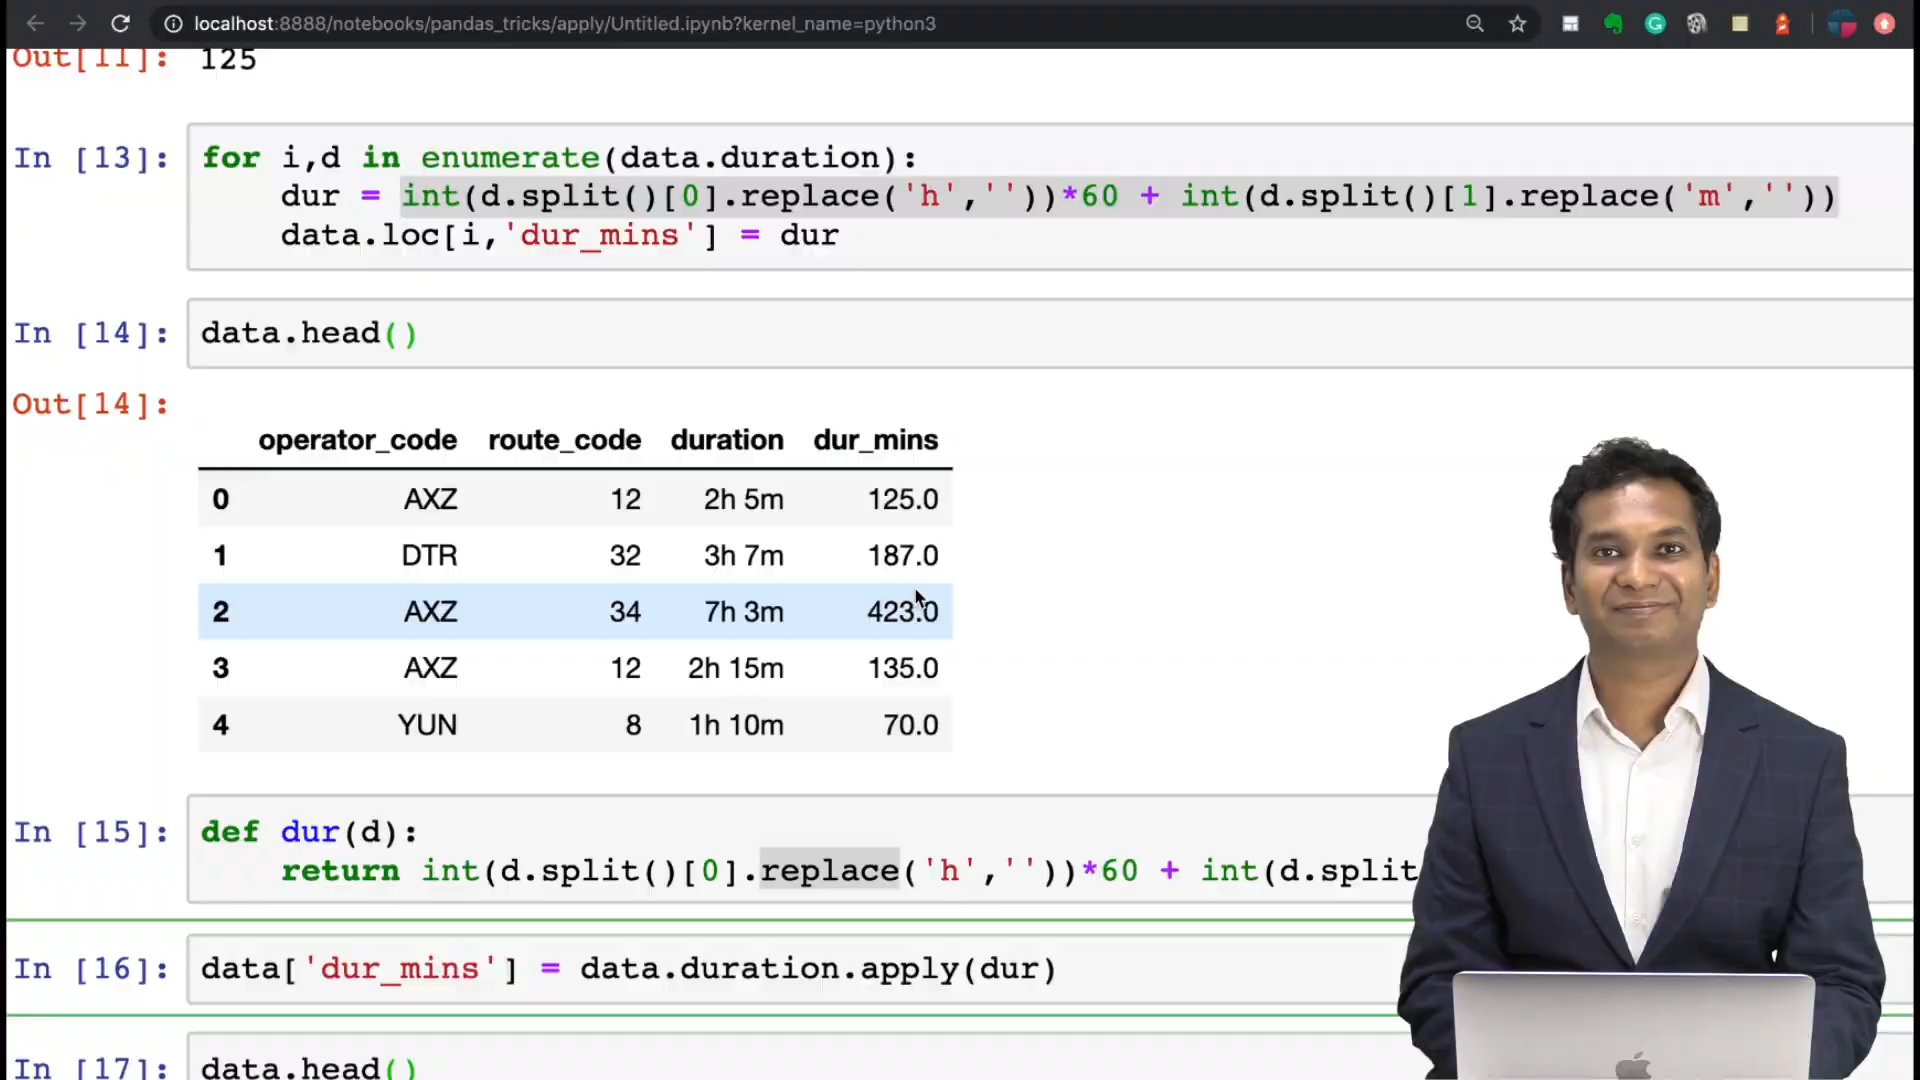 localhost:8888/notebooks/pandas_tricks/apply/Untitled.ipynb?kernel_name=python3
Out[11]: 125
In [13]: for i,d in enumerate(data.duration):
dur = int(d.split()[0].replace('h',''))*60 + int(d.split()[1].replace('m',''))
data.loc[i,'dur_mins'] = dur
In [14]: data.head()
Out[14]:
operator_code route_code duration dur_mins
0 AXZ 12 2h 5m 125.0
1 DTR 32 3h 7m 187.0
2 AXZ 34 7h 3m 423.0
3 AXZ 12 2h 15m 135.0
4 YUN 8 1h 10m 70.0
In [15]: def dur(d):
return int(d.split()[0].replace('h',''))*60 + int(d.split
In [16]: data['dur_mins'] = data.duration.apply(dur)
In [17]: data.head()